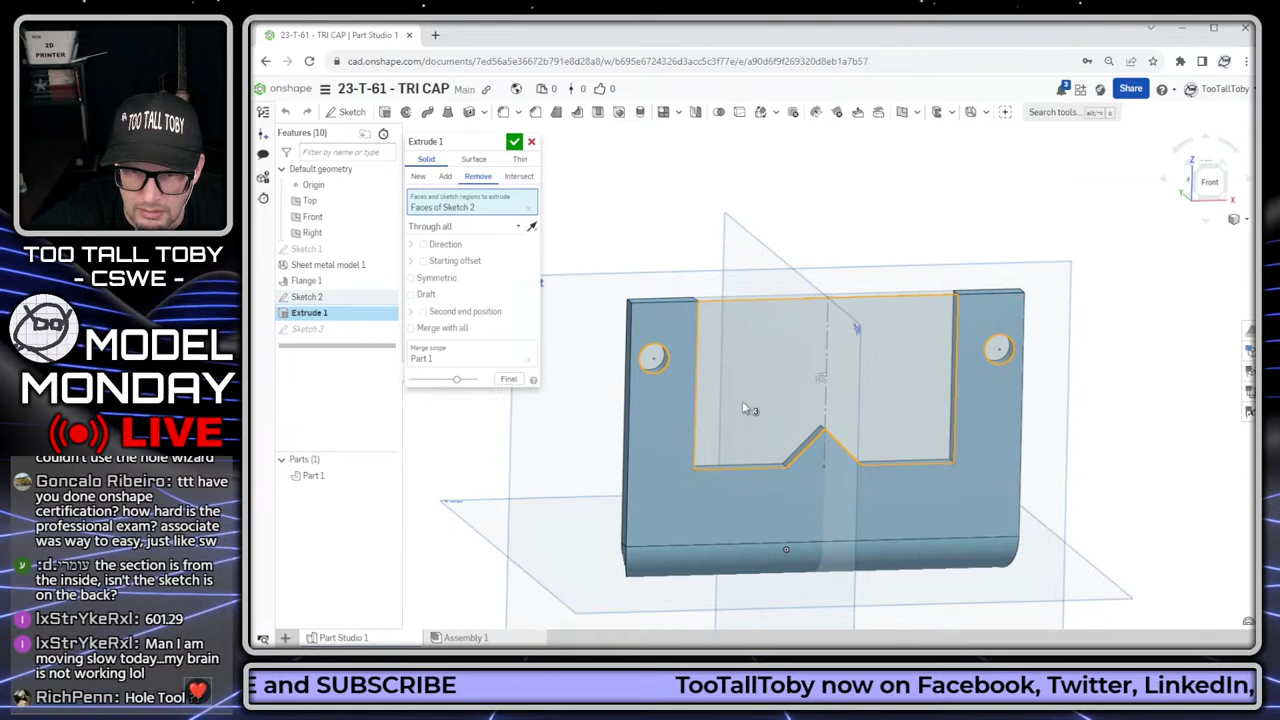 2D
PRINTER
TOO TALL TOBY
TOO TALL TOBY
- CSWE -
MODEL
MONDAY
LIVE
couldn't use the hole wizard
Goncalo Ribeiro: ttt have
you done onshape
certification? how hard is the
professional exam? associate
was way to easy, just like sw
עומרי :d the section is from
the inside, isn't the sketch is
on the back?
IxStrYkeRxI: 601.29
IxStrYkeRxI: Man I am
moving slow today...my brain
is not working lol
RichPenn: Hole Tool ??
23-T-61 - TRI CAP | Part Studio 1
cad.onshape.com/documents/7ed56a5e36672b791e8d28a8/w/b695e6724326d3acc5c3f77e/e/a90d6f9f269320d8eb1a7b57
onshape
23-T-61 - TRI CAP
Main
0
0
0
3
Share
TooTallToby
Sketch
Search tools...
alt/⌥ c
Features (10)
Filter by name or type
Default geometry
Origin
Top
Front
Right
Sketch 1
Sheet metal model 1
Flange 1
Sketch 2
Extrude 1
Sketch 3
Parts (1)
Part 1
Extrude 1
Solid
Surface
Thin
New
Add
Remove
Intersect
Faces and sketch regions to extrude
Faces of Sketch 2
Through all
Direction
Starting offset
Symmetric
Draft
Second end position
Merge with all
Merge scope
Part 1
Final
3
Z
Front
Y
X
Part Studio 1
Assembly 1
E and SUBSCRIBE
TooTallToby now on Facebook, Twitter, LinkedIn,